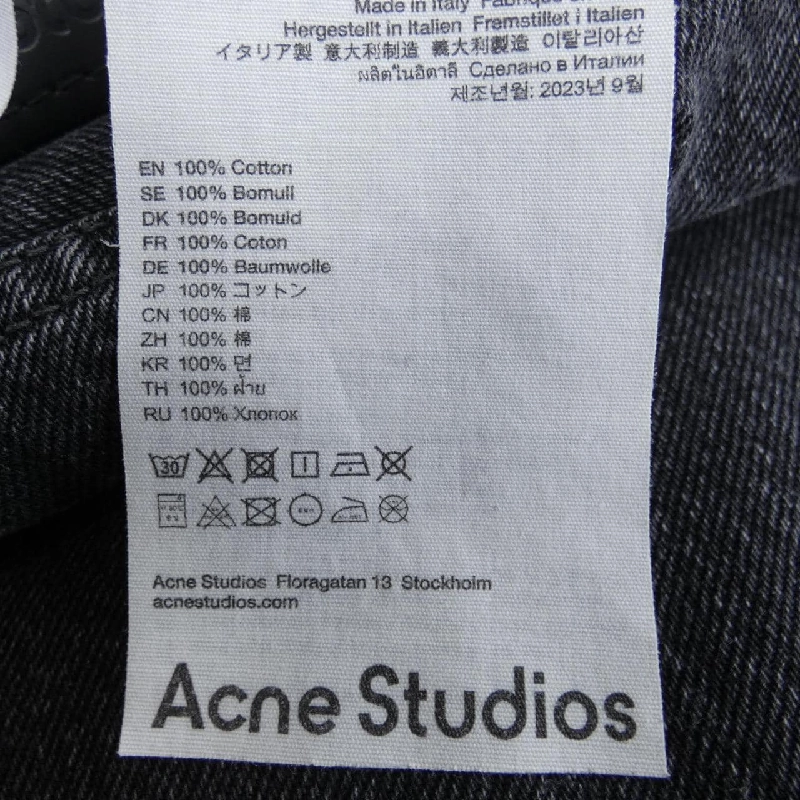 Made in Italy Fabriqué
Hergestellt in Italien Fremstillet i Italien
イタリア製 意大利制造 義大利製造 이탈리아산
ผลิตในอิตาลี Сделано в Италии
제조년월: 2023년 9월
EN 100% Cotton
SE 100% Bomull
DK 100% Bomuld
FR 100% Coton
DE 100% Baumwolle
JP 100% コットン
CN 100% 棉
ZH 100% 棉
KR 100% 면
TH 100% ฝ้าย
RU 100% Хлопок
30
Acne Studios Floragatan 13 Stockholm
acnestudios.com
Acne Studios